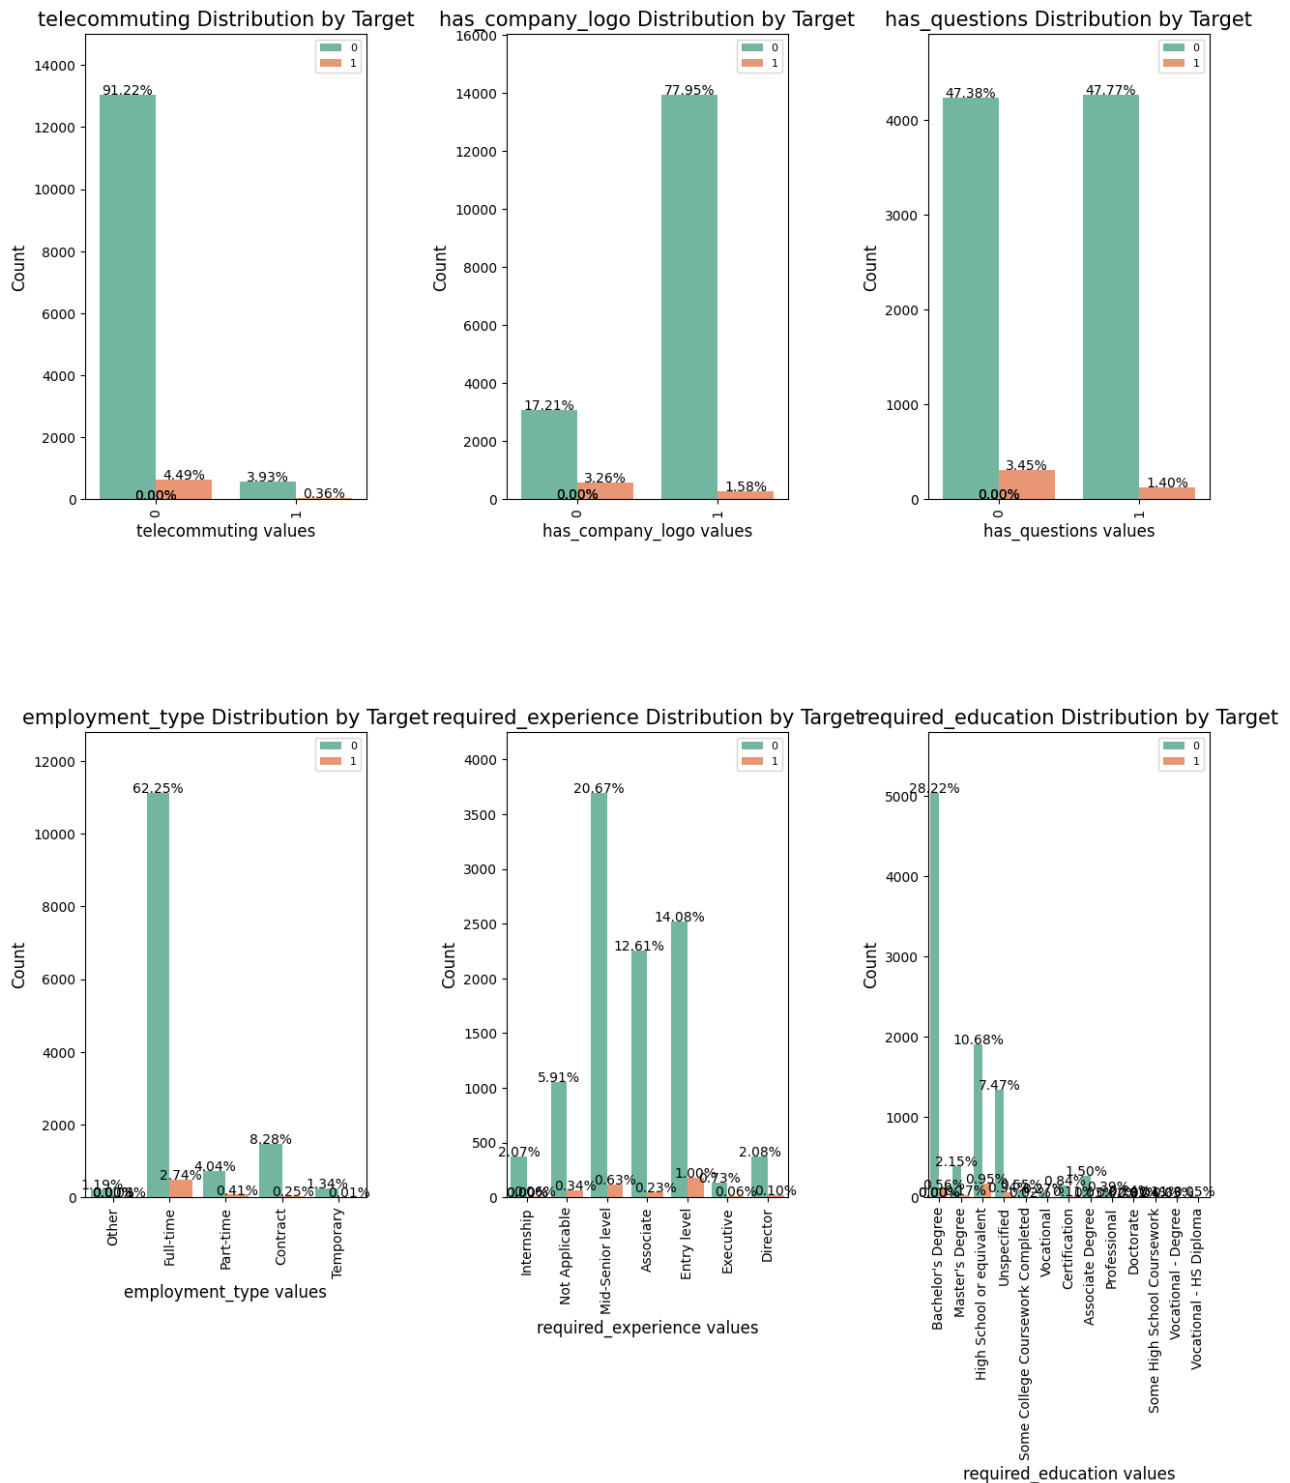 telecommuting Distribution by Target
0
1
14000
12000
10000
8000
6000
4000
2000
0
Count
91.22%
0.00%
4.49%
3.93%
0.36%
0
1
telecommuting values
has_company_logo Distribution by Target
0
1
16000
14000
12000
10000
8000
6000
4000
2000
0
Count
17.21%
0.00%
3.26%
77.95%
1.58%
0
1
has_company_logo values
has_questions Distribution by Target
0
1
4000
3000
2000
1000
0
Count
47.38%
0.00%
3.45%
47.77%
1.40%
0
1
has_questions values
employment_type Distribution by Target
0
1
12000
10000
8000
6000
4000
2000
0
Count
1.19%
62.25%
2.74%
4.04%
0.41%
8.28%
0.25%
1.34%
0.01%
Other
Full-time
Part-time
Contract
Temporary
employment_type values
required_experience Distribution by Target
0
1
4000
3500
3000
2500
2000
1500
1000
500
0
Count
2.07%
0.00%
0.06%
5.91%
0.34%
20.67%
0.63%
12.61%
0.23%
14.08%
1.00%
0.73%
0.06%
2.08%
0.10%
Internship
Not Applicable
Mid-Senior level
Associate
Entry level
Executive
Director
required_experience values
required_education Distribution by Target
0
1
5000
4000
3000
2000
1000
0
Count
28.22%
0.56%
2.15%
10.68%
0.95%
7.47%
0.55%
0.84%
1.50%
0.39%
Bachelor's Degree
Master's Degree
High School or equivalent
Unspecified
Some College Coursework Completed
Vocational
Certification
Associate Degree
Professional
Doctorate
Some High School Coursework
Vocational - Degree
Vocational - HS Diploma
required_education values